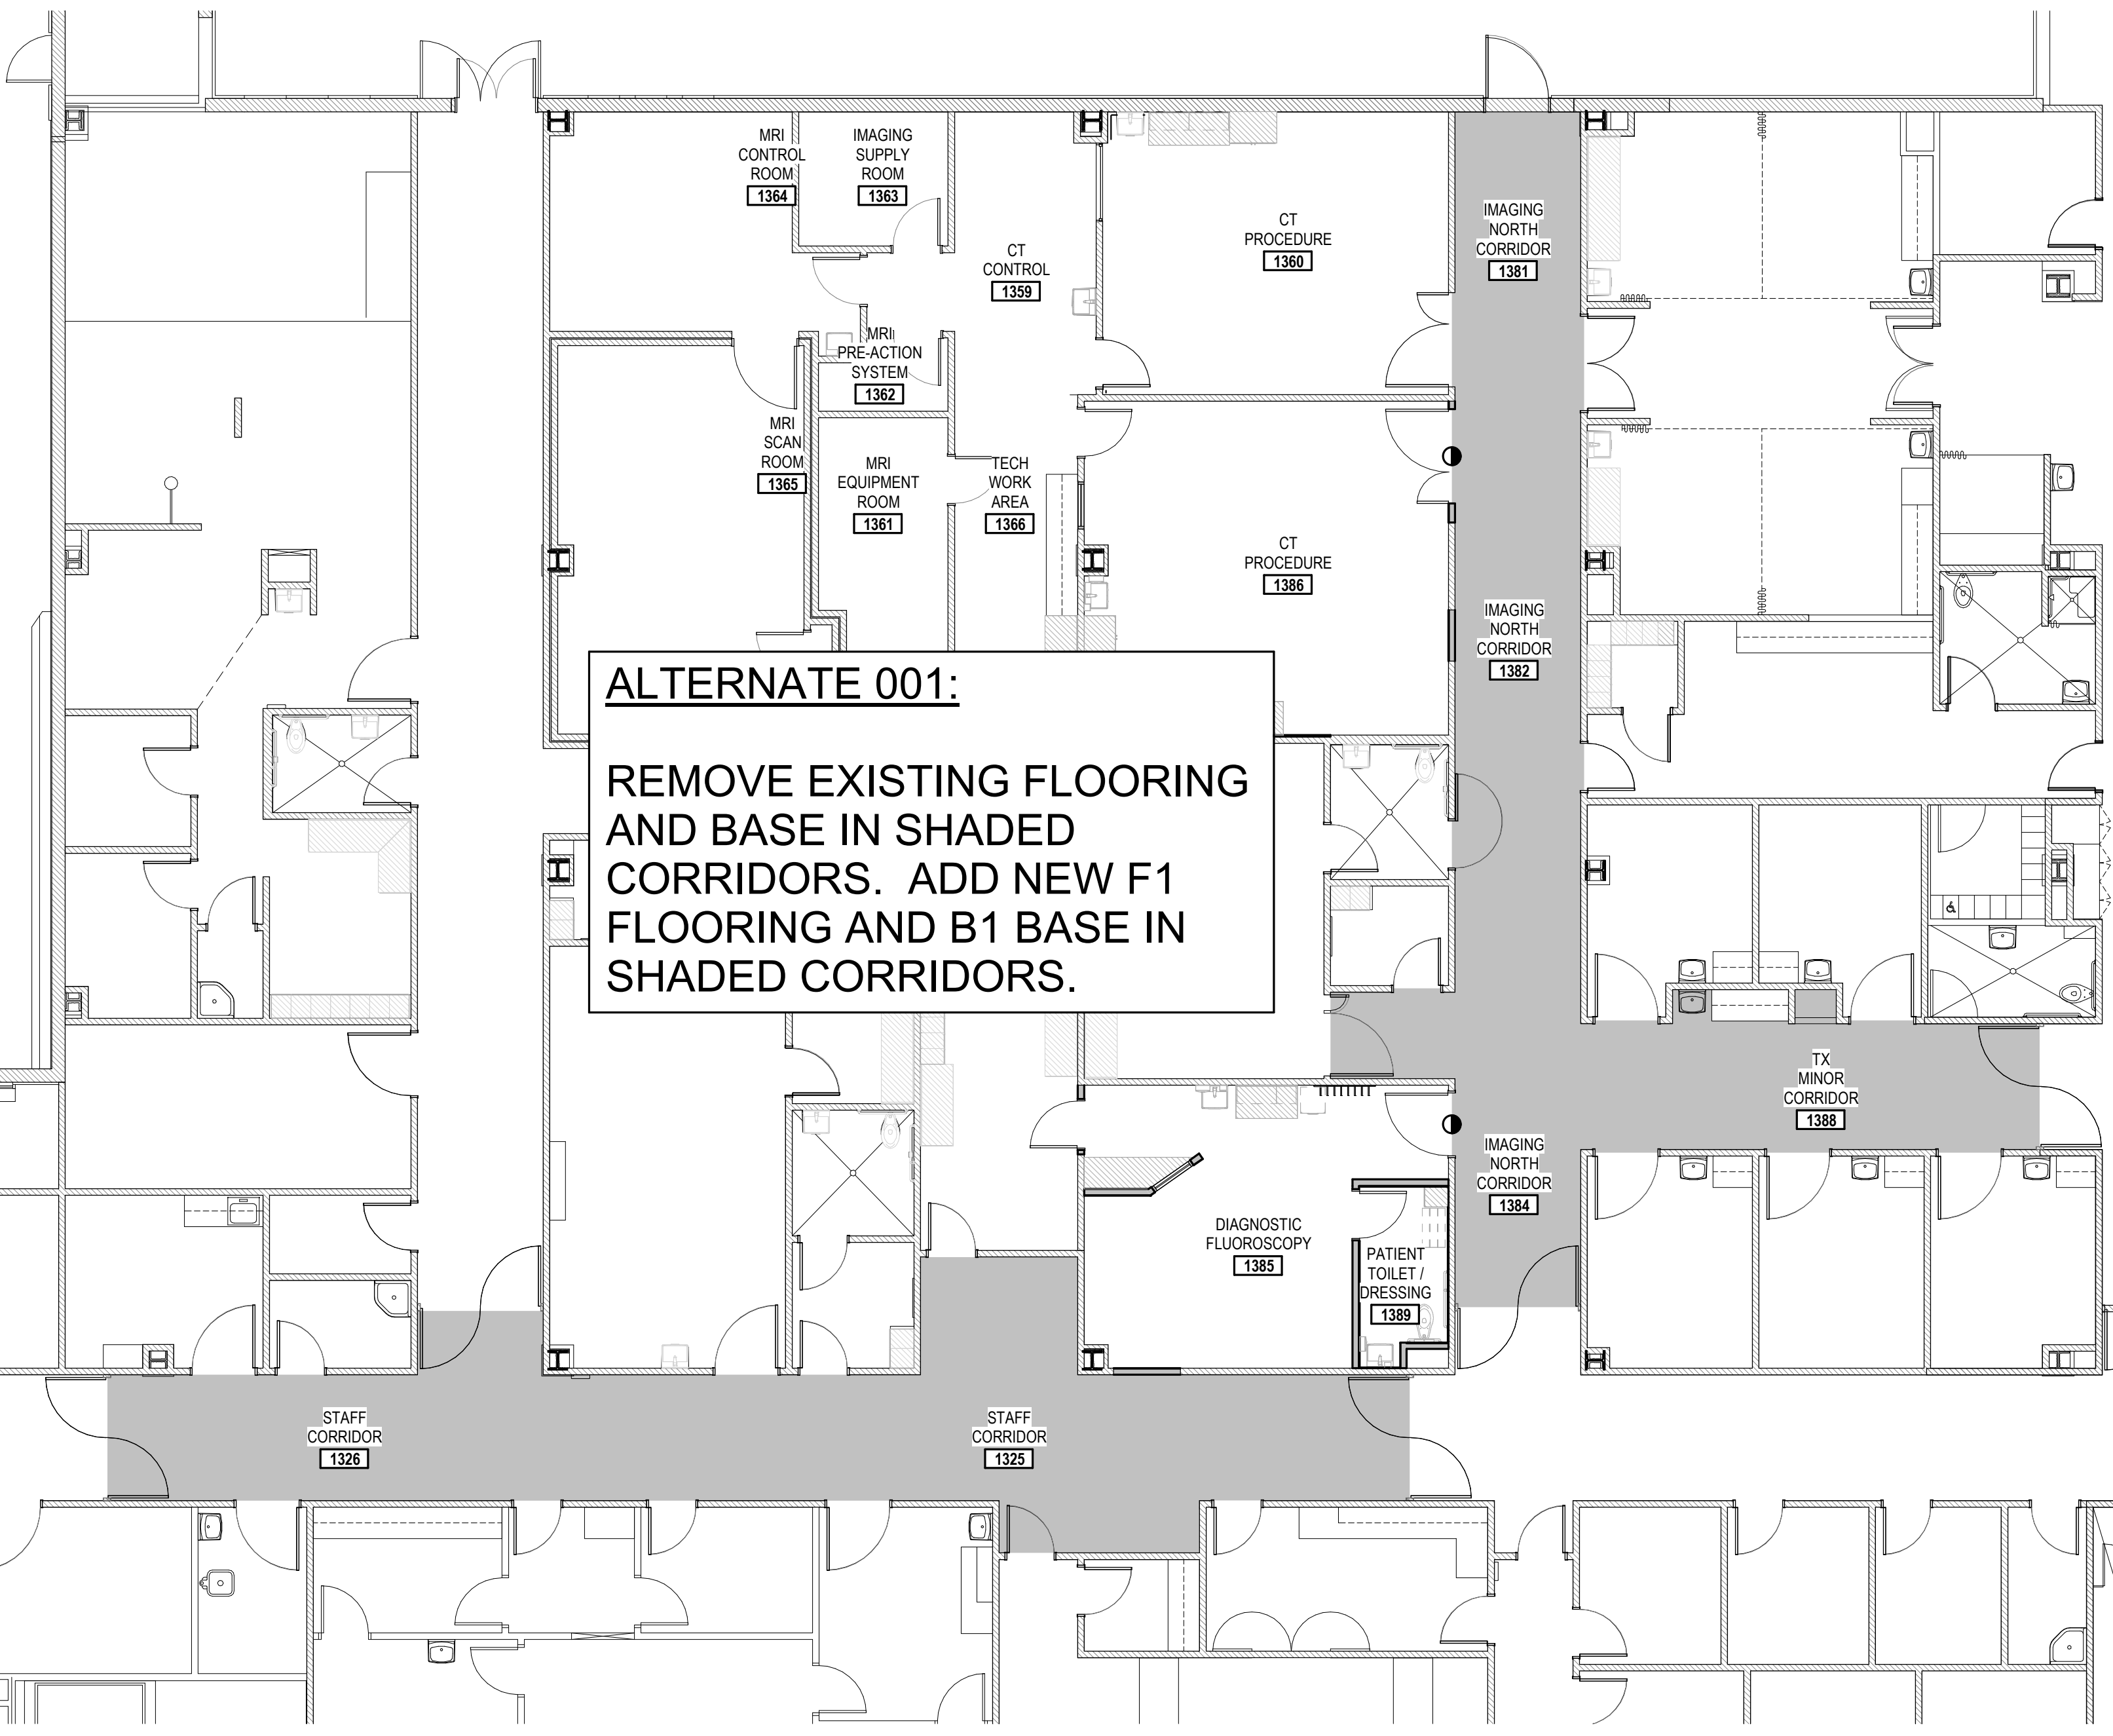 MRI
CONTROL
ROOM
1364
IMAGING
SUPPLY
ROOM
1363
CT
CONTROL
1359
CT
PROCEDURE
1360
IMAGING
NORTH
CORRIDOR
1381
MRI
PRE-ACTION
SYSTEM
1362
MRI
SCAN
ROOM
1365
MRI
EQUIPMENT
ROOM
1361
TECH
WORK
AREA
1366
CT
PROCEDURE
1386
IMAGING
NORTH
CORRIDOR
1382
ALTERNATE 001:
REMOVE EXISTING FLOORING
AND BASE IN SHADED
CORRIDORS.  ADD NEW F1
FLOORING AND B1 BASE IN
SHADED CORRIDORS.
TX
MINOR
CORRIDOR
1388
IMAGING
NORTH
CORRIDOR
1384
DIAGNOSTIC
FLUOROSCOPY
1385
PATIENT
TOILET /
DRESSING
1389
STAFF
CORRIDOR
1326
STAFF
CORRIDOR
1325